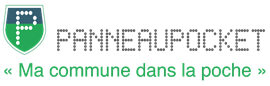 P PANNEAUPOCKET
« Ma commune dans la poche »